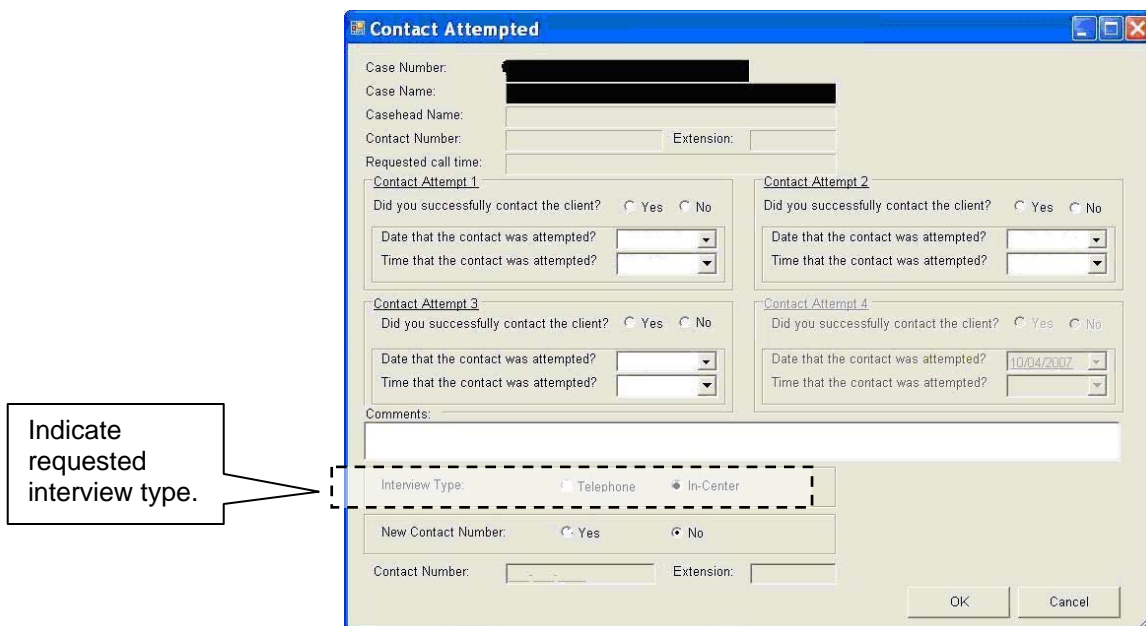 Contact Attempted
Case Number:
Case Name:
Casehead Name:
Contact Number: Extension:
Requested call time:
Contact Attempt 1
Did you successfully contact the client? Yes No
Date that the contact was attempted?
Time that the contact was attempted?
Contact Attempt 2
Did you successfully contact the client? Yes No
Date that the contact was attempted?
Time that the contact was attempted?
Contact Attempt 3
Did you successfully contact the client? Yes No
Date that the contact was attempted?
Time that the contact was attempted?
Contact Attempt 4
Did you successfully contact the client? Yes No
Date that the contact was attempted? 10/04/2007
Time that the contact was attempted?
Comments:
Indicate
requested
interview type.
Interview Type: Telephone In-Center
New Contact Number: Yes No
Contact Number: __-__-____ Extension:
OK Cancel